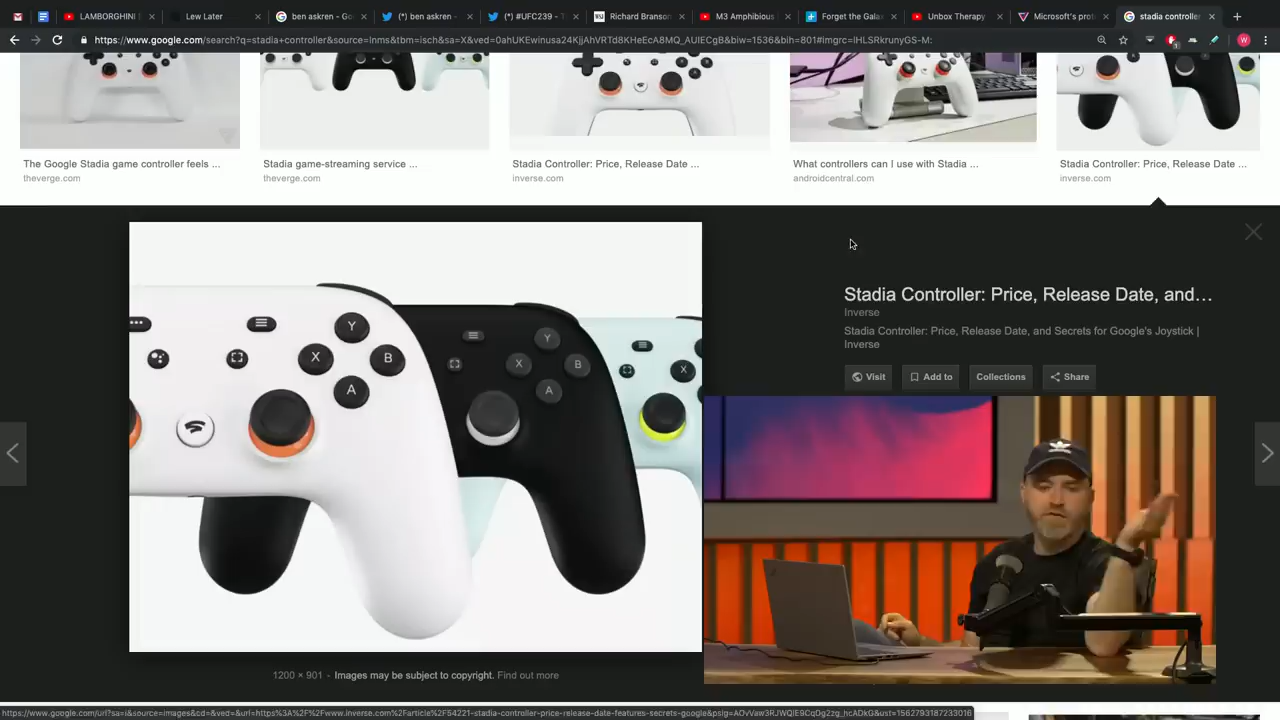 LAMBORGHINI
Lew Later
ben askren - Go
(*) ben askren -
(*) #UFC239 - T
Richard Branson
M3 Amphibious
Forget the Gala
Unbox Therapy
Microsoft's prot
stadia controller
https://www.google.com/search?q=stadia+controller&source=lnms&tbm=isch&sa=X&ved=0ahUKEwinusa24KjjAhVRTd8KHeEcA8MQ_AUIECgB&biw=1536&bih=801#imgrc=lHLSRkrunyGS-M:
The Google Stadia game controller feels ...
theverge.com
Stadia game-streaming service ...
theverge.com
Stadia Controller: Price, Release Date ...
inverse.com
What controllers can I use with Stadia ...
androidcentral.com
Stadia Controller: Price, Release Date ...
inverse.com
Y
X
B
A
Y
X
B
A
X
Stadia Controller: Price, Release Date, and...
Inverse
Stadia Controller: Price, Release Date, and Secrets for Google's Joystick |
Inverse
Visit
Add to
Collections
Share
1200 × 901 - Images may be subject to copyright. Find out more